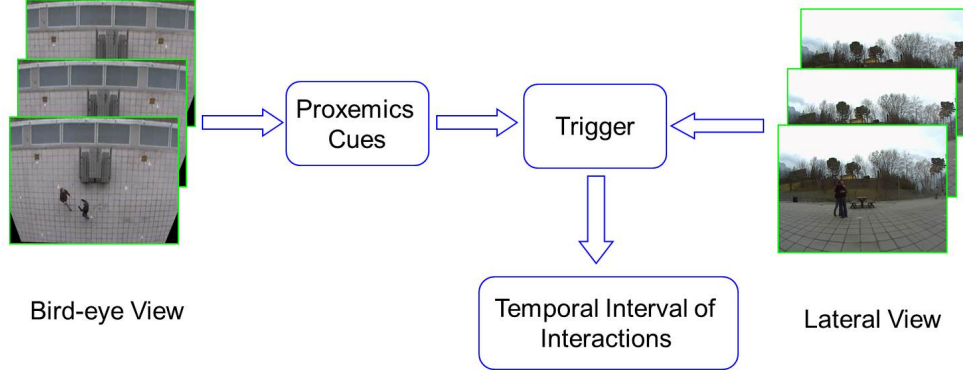 Proxemics
Cues
Trigger
Temporal Interval of
Interactions
Bird-eye View
Lateral View